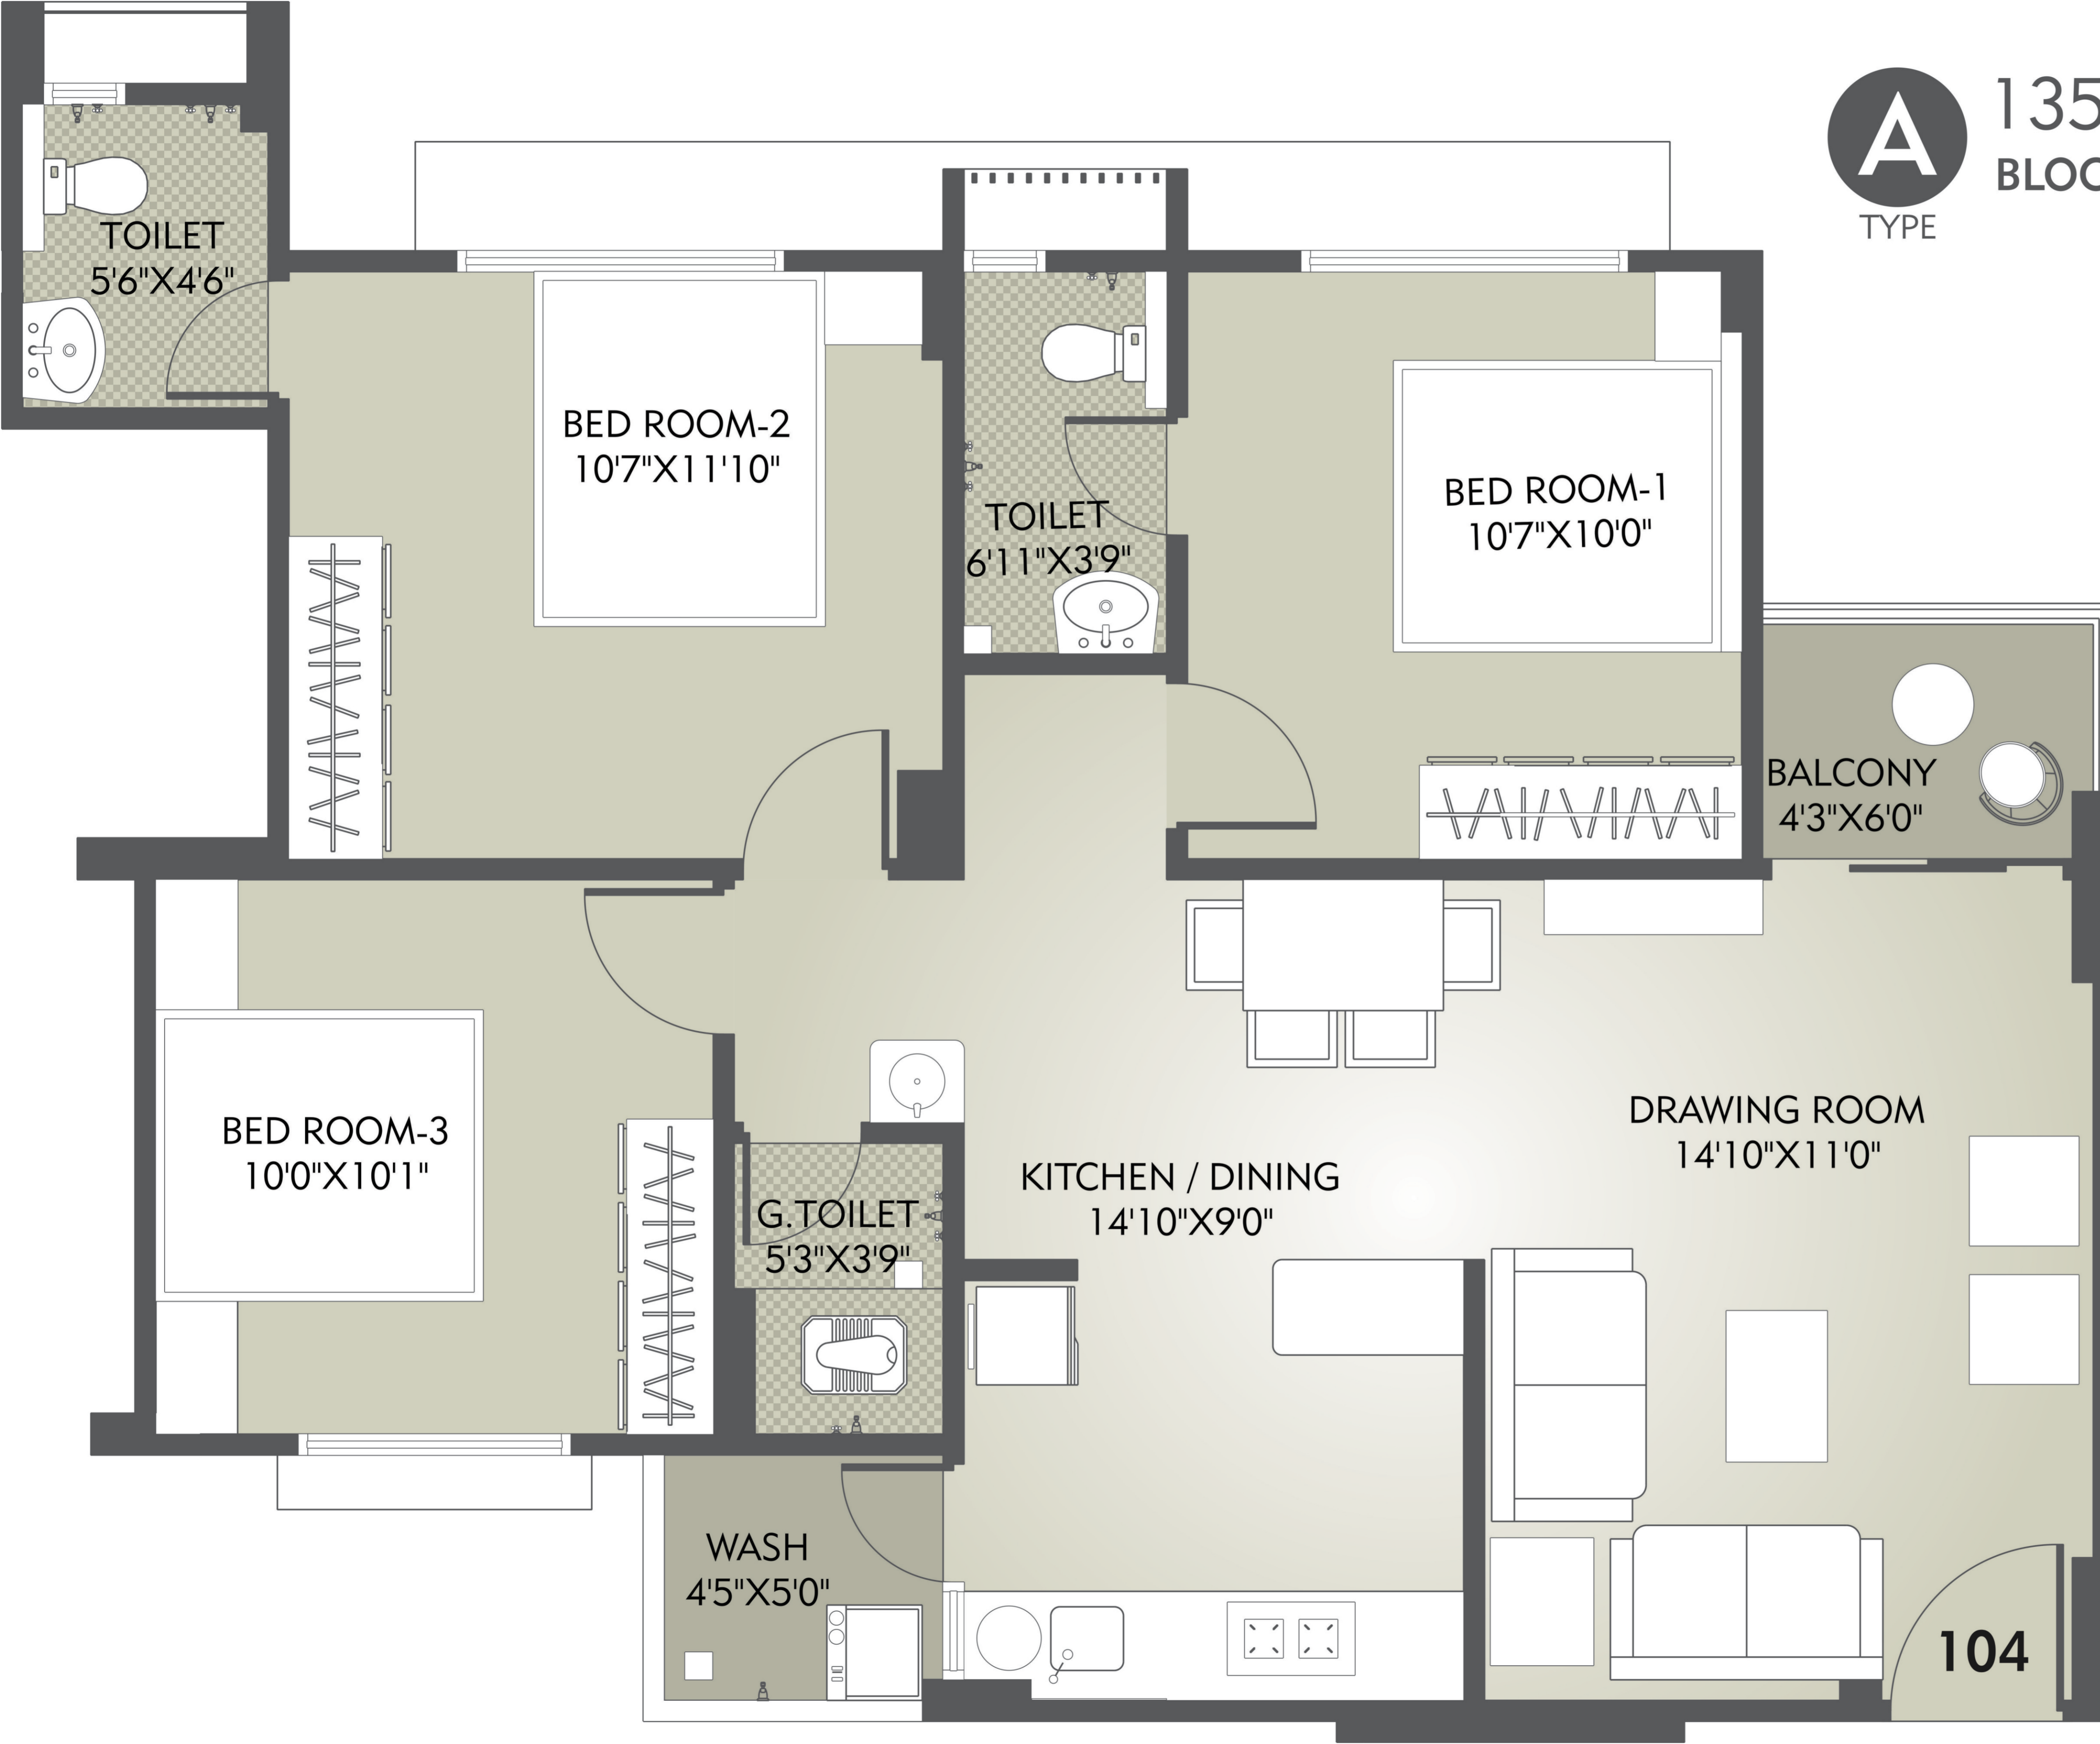 A
TYPE
135
BLOC
TOILET
5'6"X4'6"
BED ROOM-2
10'7"X11'10"
TOILET
6'11"X3'9"
BED ROOM-1
10'7"X10'0"
BALCONY
4'3"X6'0"
BED ROOM-3
10'0"X10'1"
G.TOILET
5'3"X3'9"
KITCHEN / DINING
14'10"X9'0"
DRAWING ROOM
14'10"X11'0"
WASH
4'5"X5'0"
104